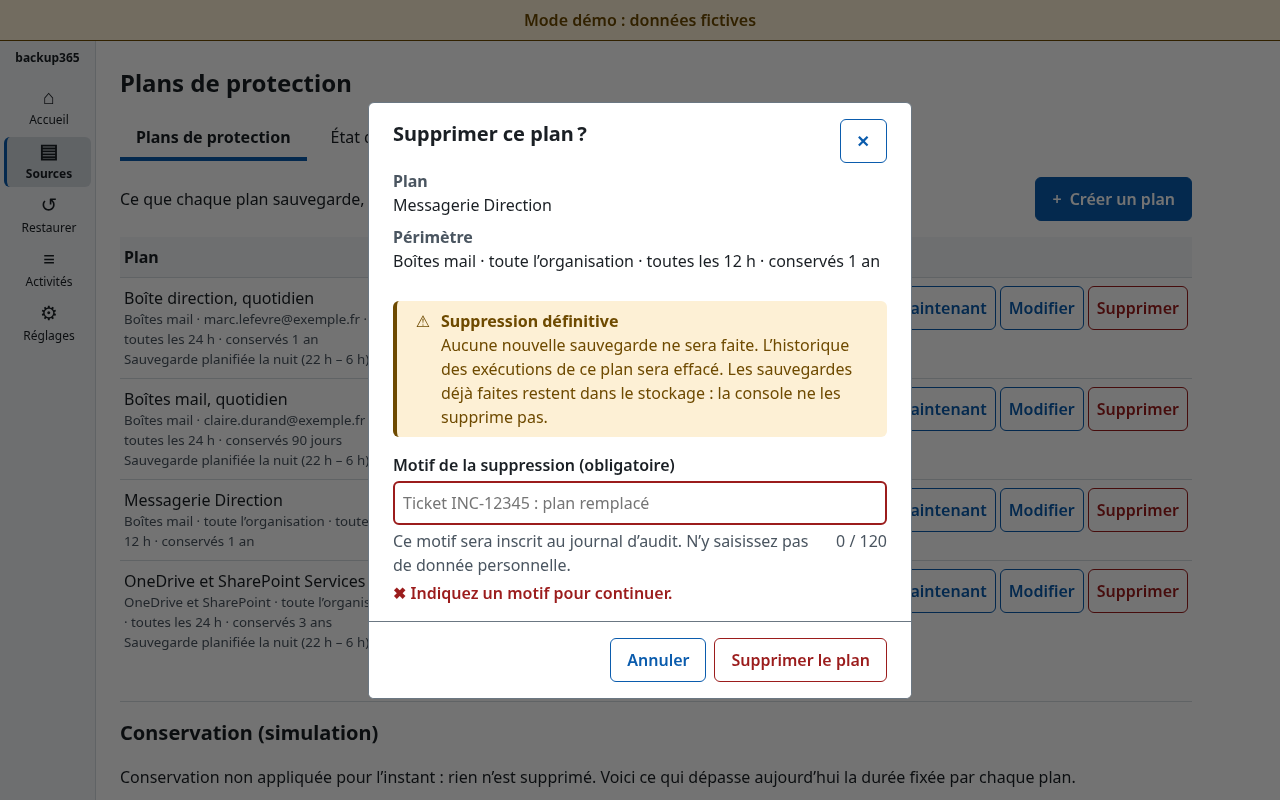 Mode démo : données fictives
backup365
Accueil
Sources
Restaurer
Activités
Réglages
Plans de protection
Plans de protection
État
Ce que chaque plan sauvegarde,
+ Créer un plan
Plan
Boîte direction, quotidien
Boîtes mail · marc.lefevre@exemple.fr ·
toutes les 24 h · conservés 1 an
Sauvegarde planifiée la nuit (22 h – 6 h)
Modifier
Supprimer
Boîtes mail, quotidien
Boîtes mail · claire.durand@exemple.fr
toutes les 24 h · conservés 90 jours
Sauvegarde planifiée la nuit (22 h – 6 h)
Modifier
Supprimer
Messagerie Direction
Boîtes mail · toute l’organisation · toutes
12 h · conservés 1 an
Modifier
Supprimer
OneDrive et SharePoint Services
OneDrive et SharePoint · toute l’organis
· toutes les 24 h · conservés 3 ans
Sauvegarde planifiée la nuit (22 h – 6 h)
Modifier
Supprimer
Conservation (simulation)
Conservation non appliquée pour l’instant : rien n’est supprimé. Voici ce qui dépasse aujourd’hui la durée fixée par chaque plan.
Supprimer ce plan ?
×
Plan
Messagerie Direction
Périmètre
Boîtes mail · toute l’organisation · toutes les 12 h · conservés 1 an
⚠ Suppression définitive
Aucune nouvelle sauvegarde ne sera faite. L’historique
des exécutions de ce plan sera effacé. Les sauvegardes
déjà faites restent dans le stockage : la console ne les
supprime pas.
Motif de la suppression (obligatoire)
Ticket INC-12345 : plan remplacé
Ce motif sera inscrit au journal d’audit. N’y saisissez pas
de donnée personnelle.
0 / 120
✖ Indiquez un motif pour continuer.
Annuler
Supprimer le plan